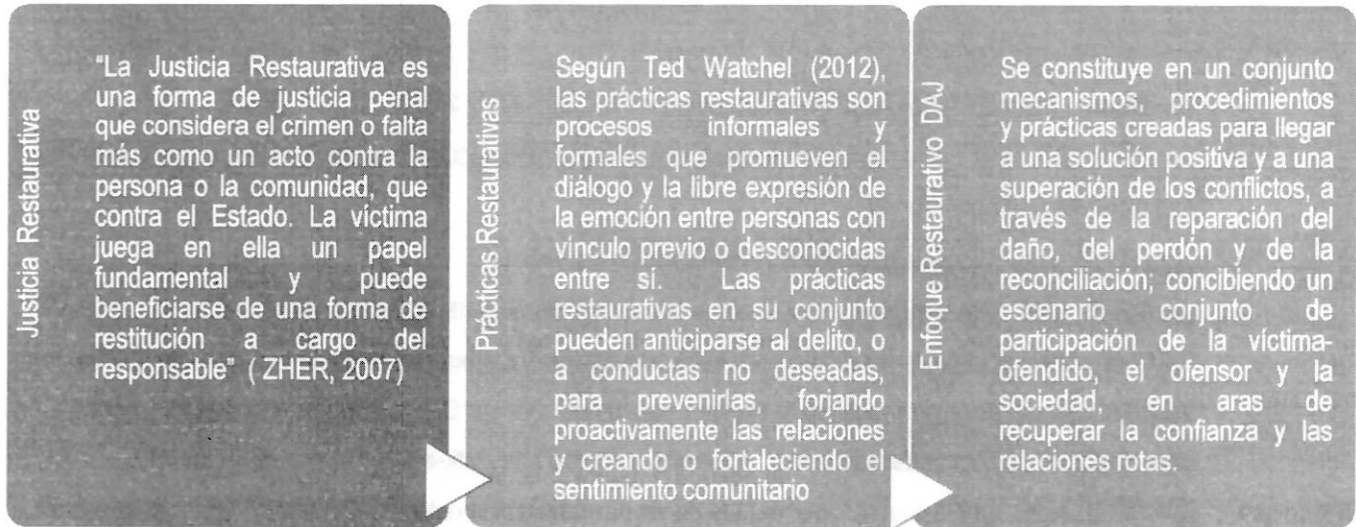 Justicia Restaurativa
"La Justicia Restaurativa es
una forma de justicia penal
que considera el crimen o falta
más como un acto contra la
persona o la comunidad, que
contra el Estado. La víctima
juega en ella un papel
fundamental y puede
beneficiarse de una forma de
restitución a cargo del
responsable" ( ZHER, 2007)
Prácticas Restaurativas
Según Ted Watchel (2012),
las prácticas restaurativas son
procesos informales y
formales que promueven el
diálogo y la libre expresión de
la emoción entre personas con
vínculo previo o desconocidas
entre sí. Las prácticas
restaurativas en su conjunto
pueden anticiparse al delito, o
a conductas no deseadas,
para prevenirlas, forjando
proactivamente las relaciones
y creando o fortaleciendo el
sentimiento comunitario
Enfoque Restaurativo DAJ
Se constituye en un conjunto
mecanismos, procedimientos
y prácticas creadas para llegar
a una solución positiva y a una
superación de los conflictos, a
través de la reparación del
daño, del perdón y de la
reconciliación; concibiendo un
escenario conjunto de
participación de la víctima-
ofendido, el ofensor y la
sociedad, en aras de
recuperar la confianza y las
relaciones rotas.